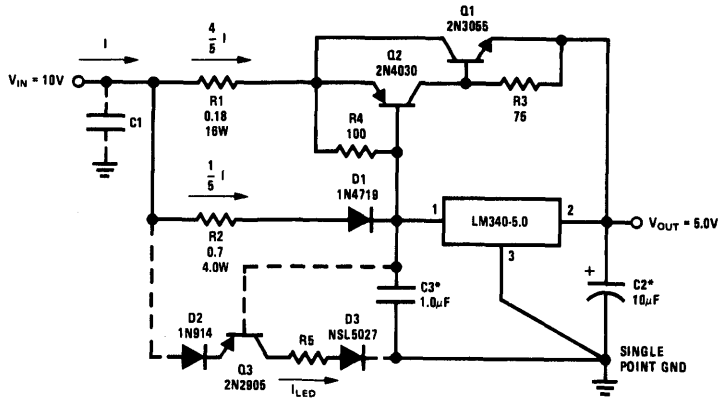 I
4/5 I
Q1
2N3055
Q2
2N4030
VIN = 10V
C1
R1
0.18
16W
R4
100
R3
75
1/5 I
D1
1N4719
R2
0.7
4.0W
1
LM340-5.0
2
3
VOUT = 5.0V
C3*
1.0μF
+
C2*
10μF
D2
1N914
Q3
2N2905
R5
D3
NSL5027
ILED
SINGLE
POINT GND